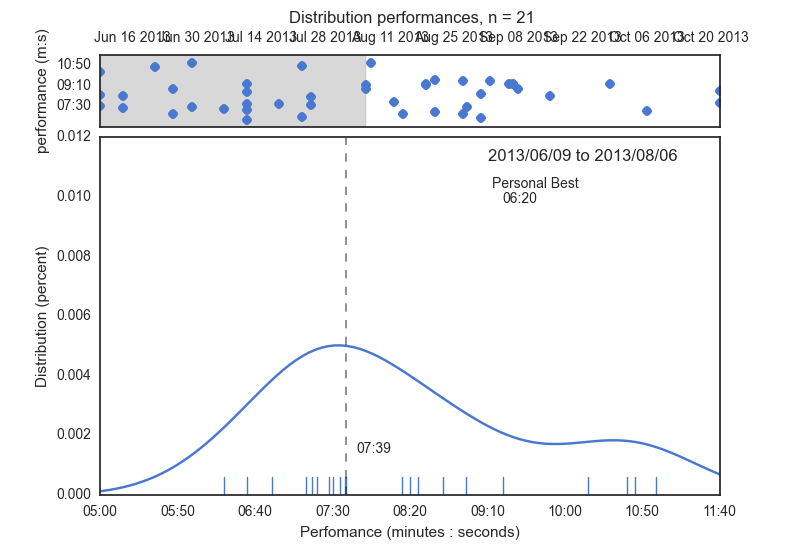 Distribution performances, n = 21
Jun 16 2013 Jun 30 2013 Jul 14 2013 Jul 28 2013 Aug 11 2013 Aug 25 2013 Sep 08 2013 Sep 22 2013 Oct 06 2013 Oct 20 2013
performance (m:s)
10:50
09:10
07:30
0.012
2013/06/09 to 2013/08/06
Personal Best
06:20
0.010
0.008
0.006
0.004
0.002
0.000
Distribution (percent)
07:39
05:00 05:50 06:40 07:30 08:20 09:10 10:00 10:50 11:40
Perfomance (minutes : seconds)